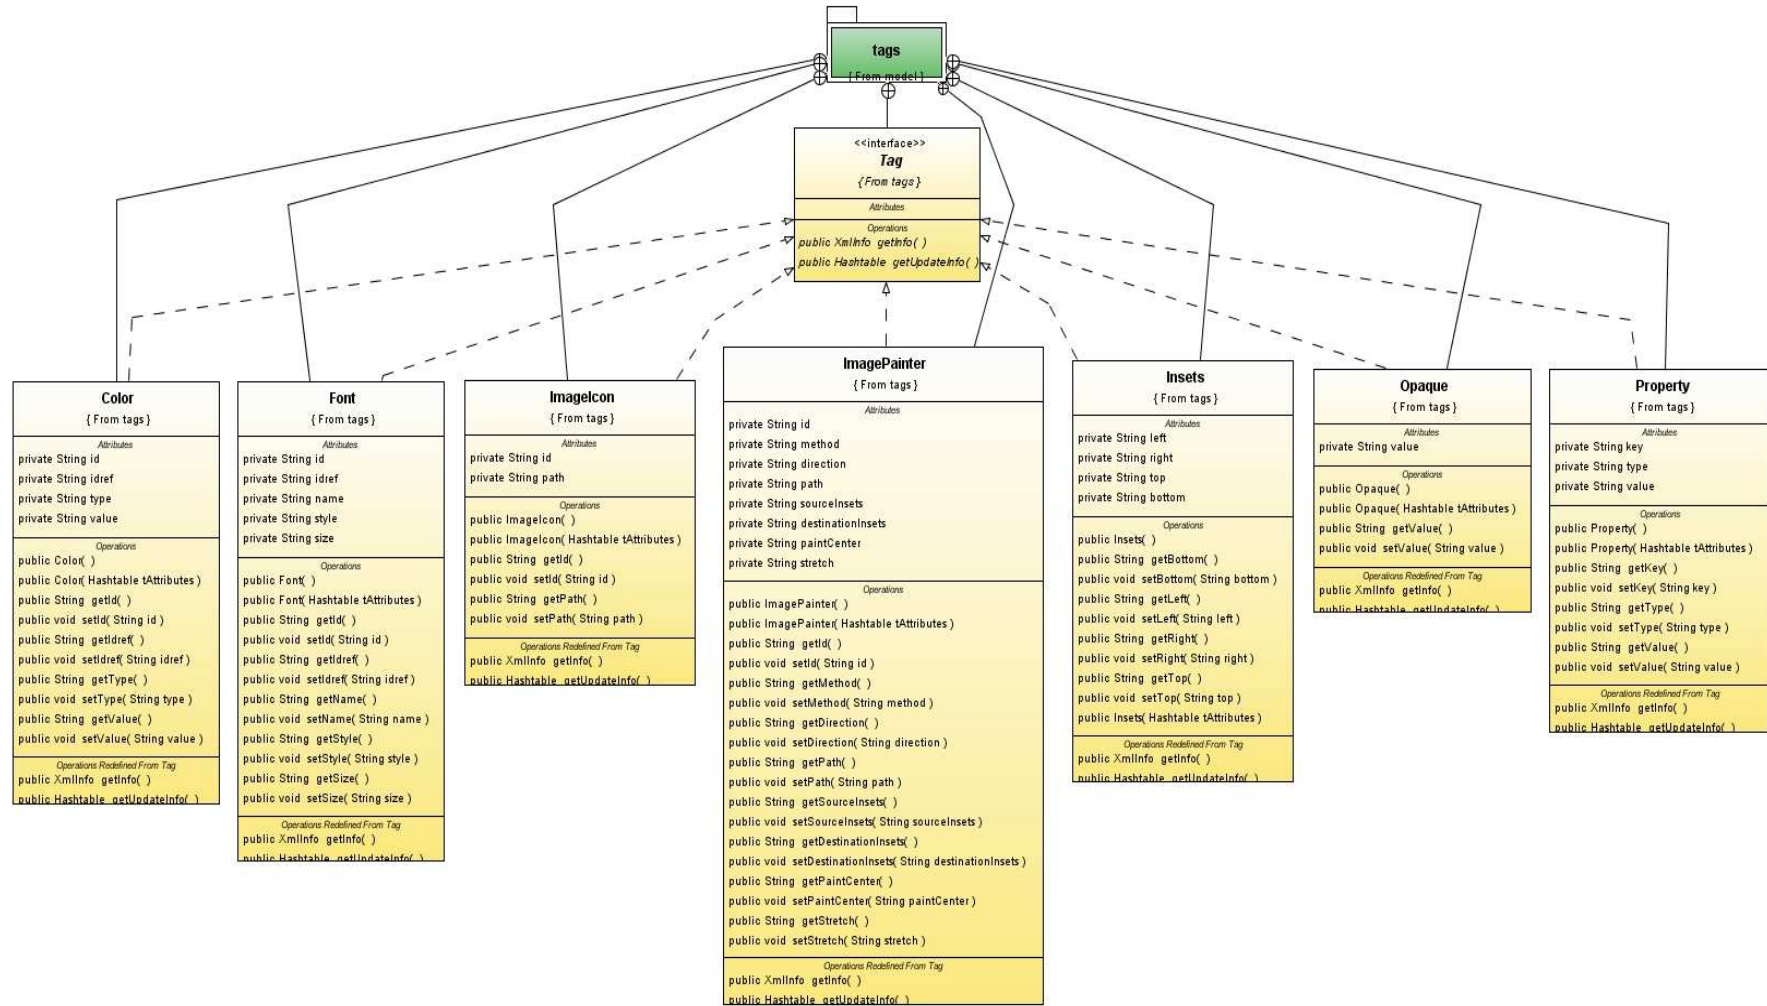 tags
{ From model }
<<interface>>
Tag
{ From tags }
Attributes
Operations
public XmlInfo getInfo( )
public Hashtable getUpdateInfo( )
Color
{ From tags }
Attributes
private String id
private String idref
private String type
private String value
Operations
public Color( )
public Color( Hashtable tAttributes )
public String getId( )
public void setId( String id )
public String getIdref( )
public void setIdref( String idref )
public String getType( )
public void setType( String type )
public String getValue( )
public void setValue( String value )
Operations Redefined From Tag
public XmlInfo getInfo( )
public Hashtable getUpdateInfo( )
Font
{ From tags }
Attributes
private String id
private String idref
private String name
private String style
private String size
Operations
public Font( )
public Font( Hashtable tAttributes )
public String getId( )
public void setId( String id )
public String getIdref( )
public void setIdref( String idref )
public String getName( )
public void setName( String name )
public String getStyle( )
public void setStyle( String style )
public String getSize( )
public void setSize( String size )
Operations Redefined From Tag
public XmlInfo getInfo( )
public Hashtable getUpdateInfo( )
ImageIcon
{ From tags }
Attributes
private String id
private String path
Operations
public ImageIcon( )
public ImageIcon( Hashtable tAttributes )
public String getId( )
public void setId( String id )
public String getPath( )
public void setPath( String path )
Operations Redefined From Tag
public XmlInfo getInfo( )
public Hashtable getUpdateInfo( )
ImagePainter
{ From tags }
Attributes
private String id
private String method
private String direction
private String path
private String sourceInsets
private String destinationInsets
private String paintCenter
private String stretch
Operations
public ImagePainter( )
public ImagePainter( Hashtable tAttributes )
public String getId( )
public void setId( String id )
public String getMethod( )
public void setMethod( String method )
public String getDirection( )
public void setDirection( String direction )
public String getPath( )
public void setPath( String path )
public String getSourceInsets( )
public void setSourceInsets( String sourceInsets )
public String getDestinationInsets( )
public void setDestinationInsets( String destinationInsets )
public String getPaintCenter( )
public void setPaintCenter( String paintCenter )
public String getStretch( )
public void setStretch( String stretch )
Operations Redefined From Tag
public XmlInfo getInfo( )
public Hashtable getUpdateInfo( )
Insets
{ From tags }
Attributes
private String left
private String right
private String top
private String bottom
Operations
public Insets( )
public String getBottom( )
public void setBottom( String bottom )
public String getLeft( )
public void setLeft( String left )
public String getRight( )
public void setRight( String right )
public String getTop( )
public void setTop( String top )
public Insets( Hashtable tAttributes )
Operations Redefined From Tag
public XmlInfo getInfo( )
public Hashtable getUpdateInfo( )
Opaque
{ From tags }
Attributes
private String value
Operations
public Opaque( )
public Opaque( Hashtable tAttributes )
public String getValue( )
public void setValue( String value )
Operations Redefined From Tag
public XmlInfo getInfo( )
public Hashtable getUpdateInfo( )
Property
{ From tags }
Attributes
private String key
private String type
private String value
Operations
public Property( )
public Property( Hashtable tAttributes )
public String getKey( )
public void setKey( String key )
public String getType( )
public void setType( String type )
public String getValue( )
public void setValue( String value )
Operations Redefined From Tag
public XmlInfo getInfo( )
public Hashtable getUpdateInfo( )